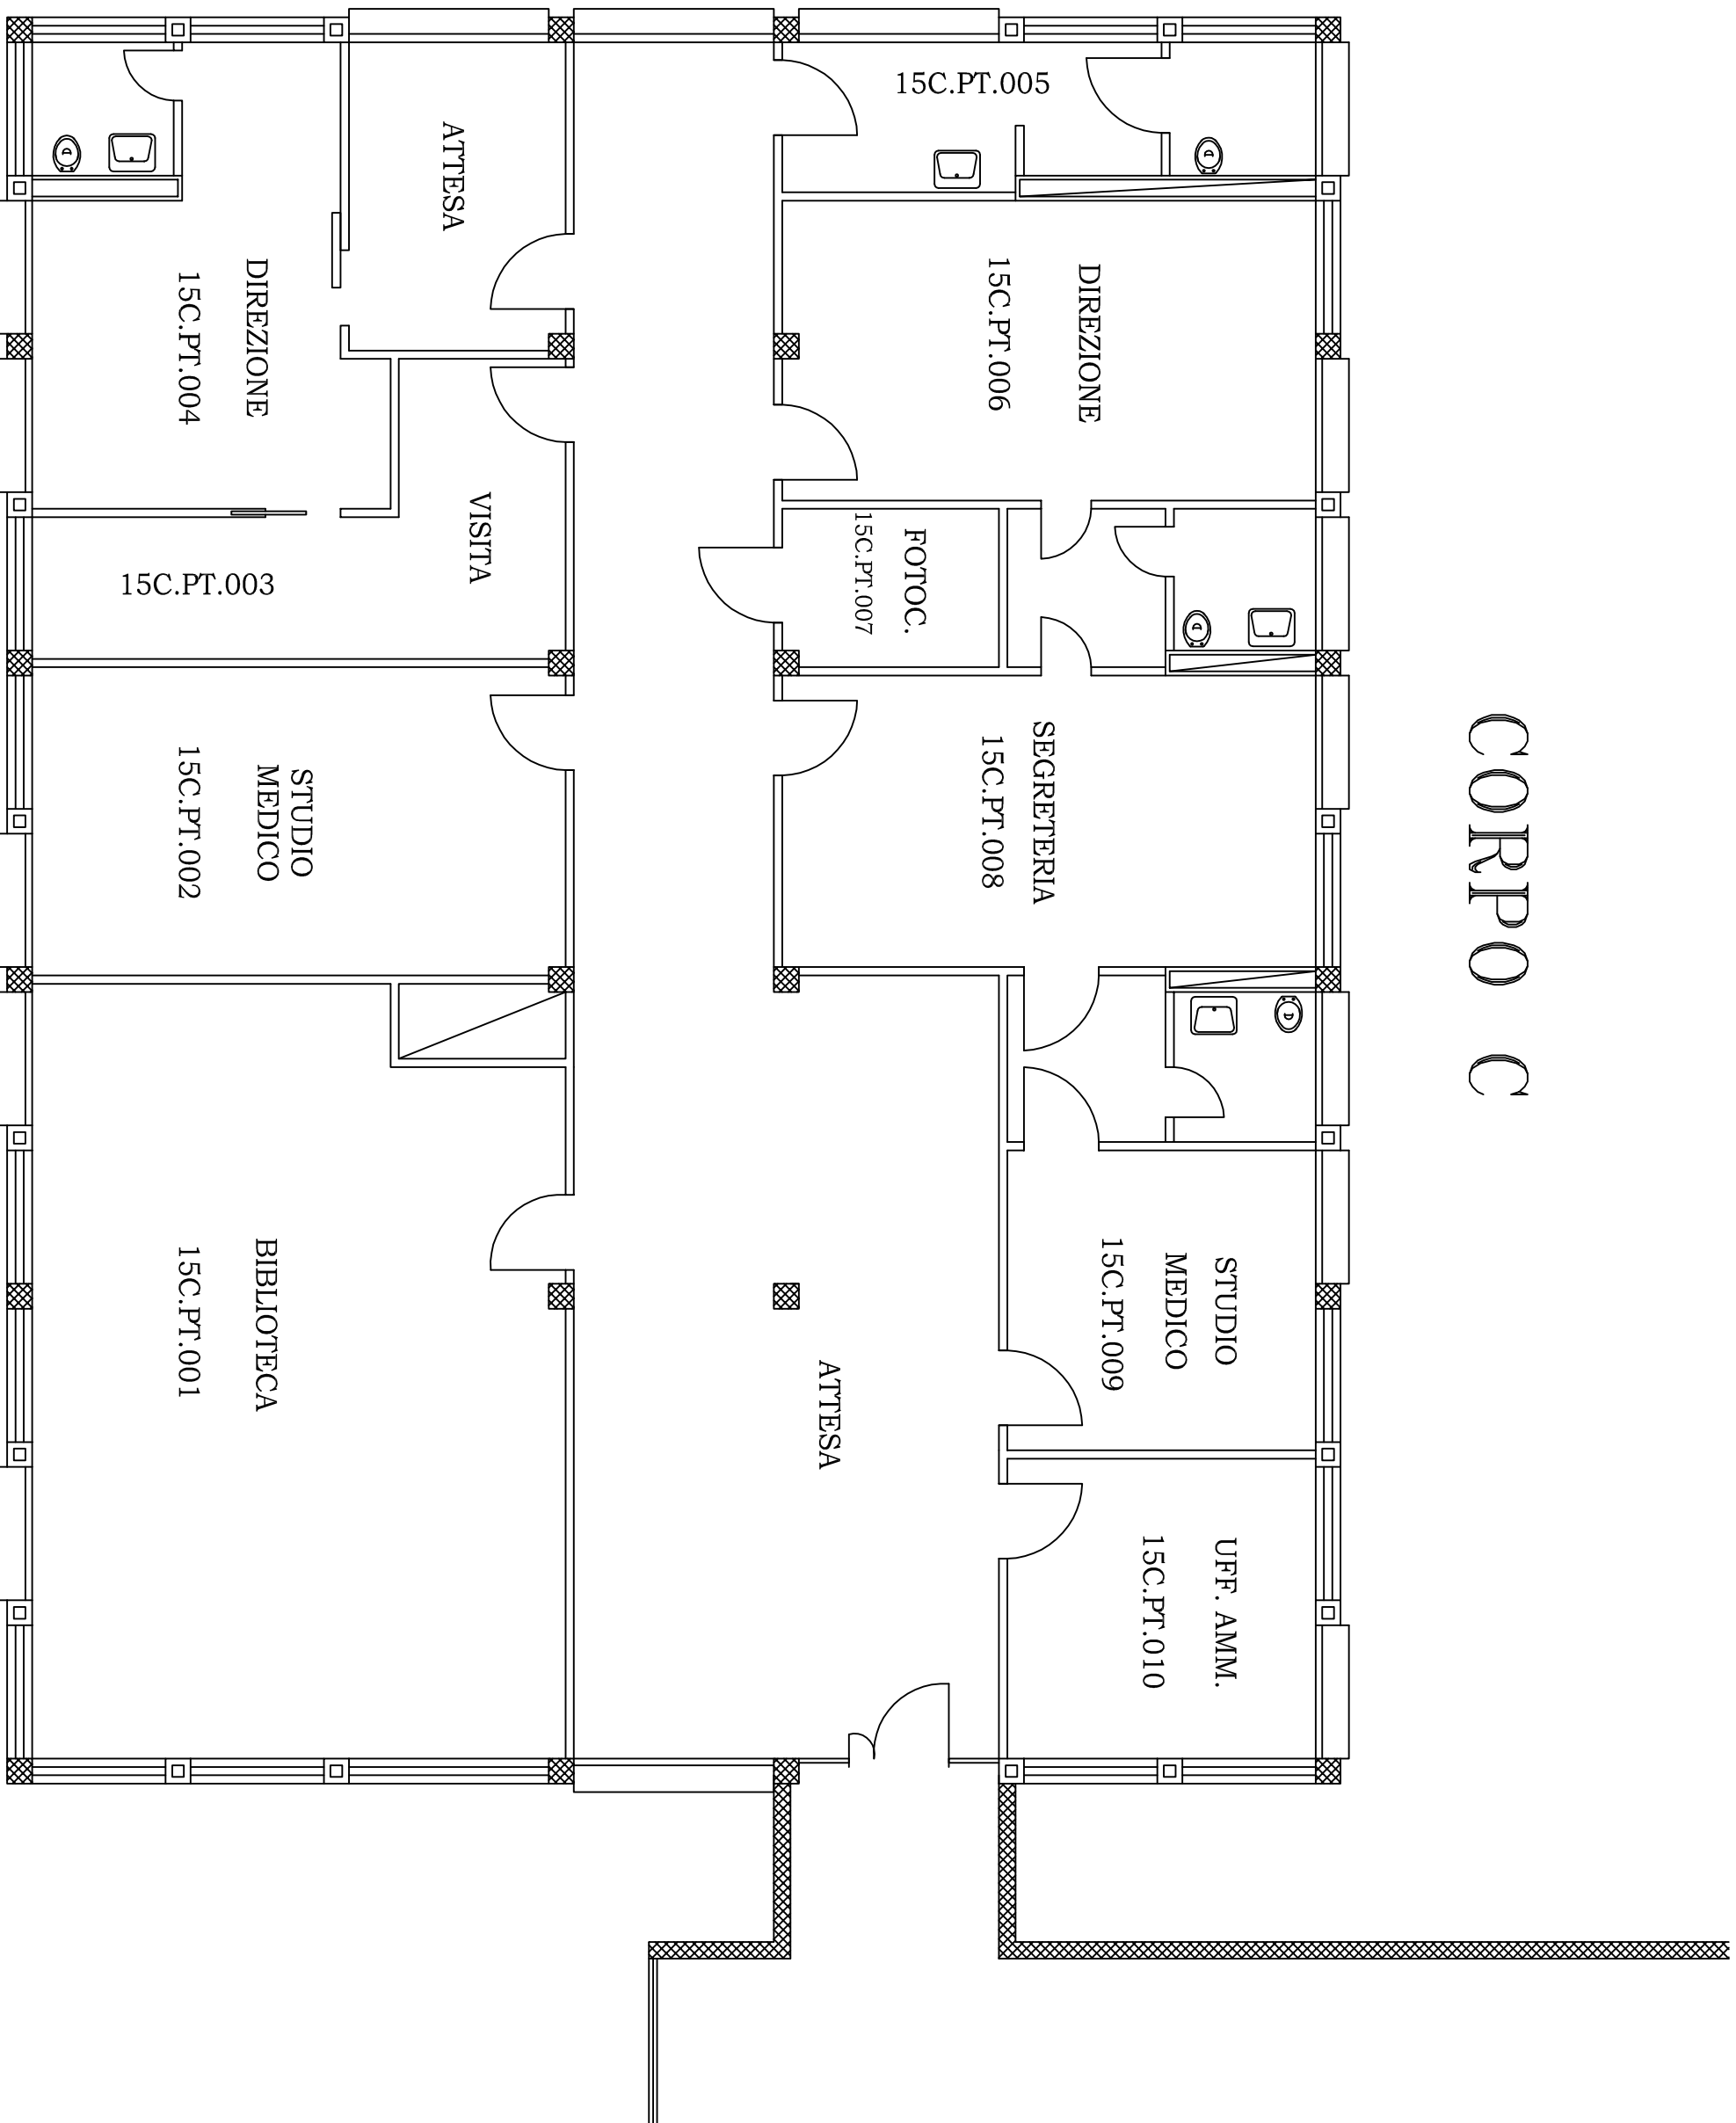 CORPO C
15C.PT.005
ATTESA
DIREZIONE
15C.PT.004
DIREZIONE
15C.PT.006
VISITA
15C.PT.003
FOTOC.
15C.PT.007
STUDIO
MEDICO
15C.PT.002
SEGRETERIA
15C.PT.008
BIBLIOTECA
15C.PT.001
STUDIO
MEDICO
15C.PT.009
ATTESA
UFF. AMM.
15C.PT.010